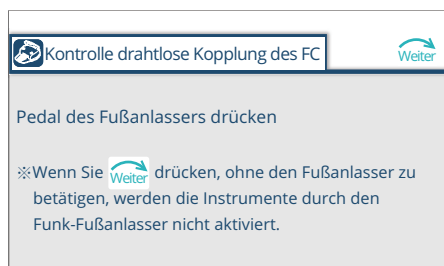 Kontrolle drahtlose Kopplung des FC
Weiter
Pedal des Fußanlassers drücken
※Wenn Sie Weiter drücken, ohne den Fußanlasser zu
betätigen, werden die Instrumente durch den
Funk-Fußanlasser nicht aktiviert.